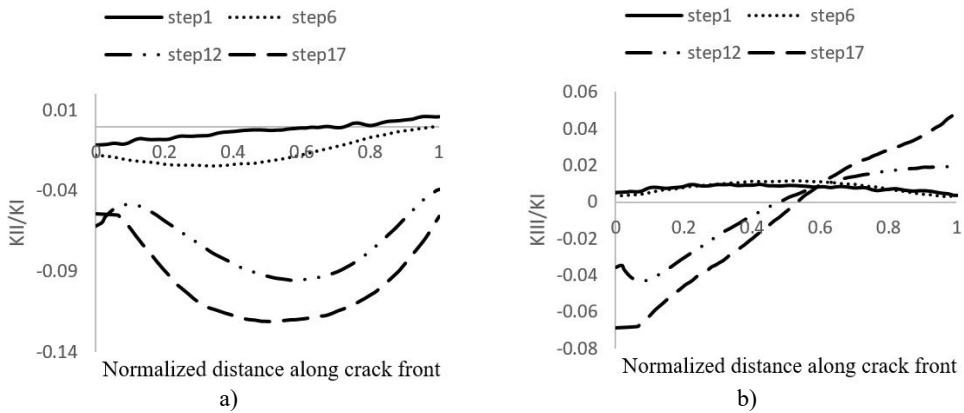 step1 step6
step12 step17
0.01
-0.04
-0.09
-0.14
0 0.2 0.4 0.6 0.8 1
KII/KI
Normalized distance along crack front
a)
step1 step6
step12 step17
0.06
0.04
0.02
0
-0.02
-0.04
-0.06
-0.08
0 0.2 0.4 0.6 0.8 1
KIII/KI
Normalized distance along crack front
b)